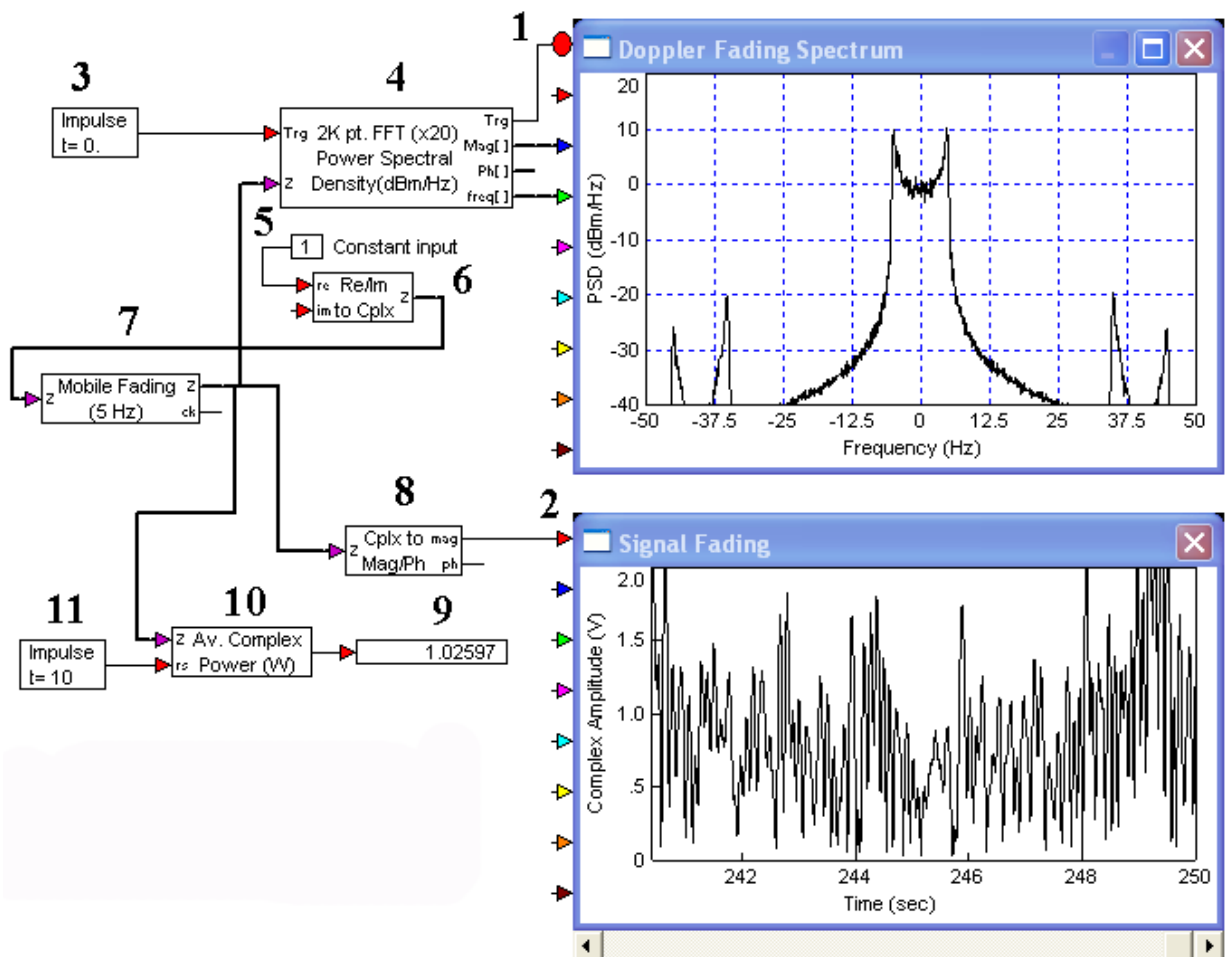 1
Doppler Fading Spectrum
3
4
Impulse
t= 0.
Trg 2K pt. FFT (x20) Trg
Power Spectral Mag[ ]
Ph[ ]
Z Density(dBm/Hz) freq[ ]
5
1 Constant input
re Re/Im Z
im to Cplx
6
7
Mobile Fading Z
Z (5 Hz) ck
20
10
0
-10
-20
-30
-40
PSD (dBm/Hz)
-50 -37.5 -25 -12.5 0 12.5 25 37.5 50
Frequency (Hz)
8
2
Z Cplx to mag
Mag/Ph ph
Signal Fading
11
10
9
Impulse
t= 10
Z Av. Complex
rs Power (W)
1.02597
2.0
1.5
1.0
.5
0
Complex Amplitude (V)
242 244 246 248 250
Time (sec)